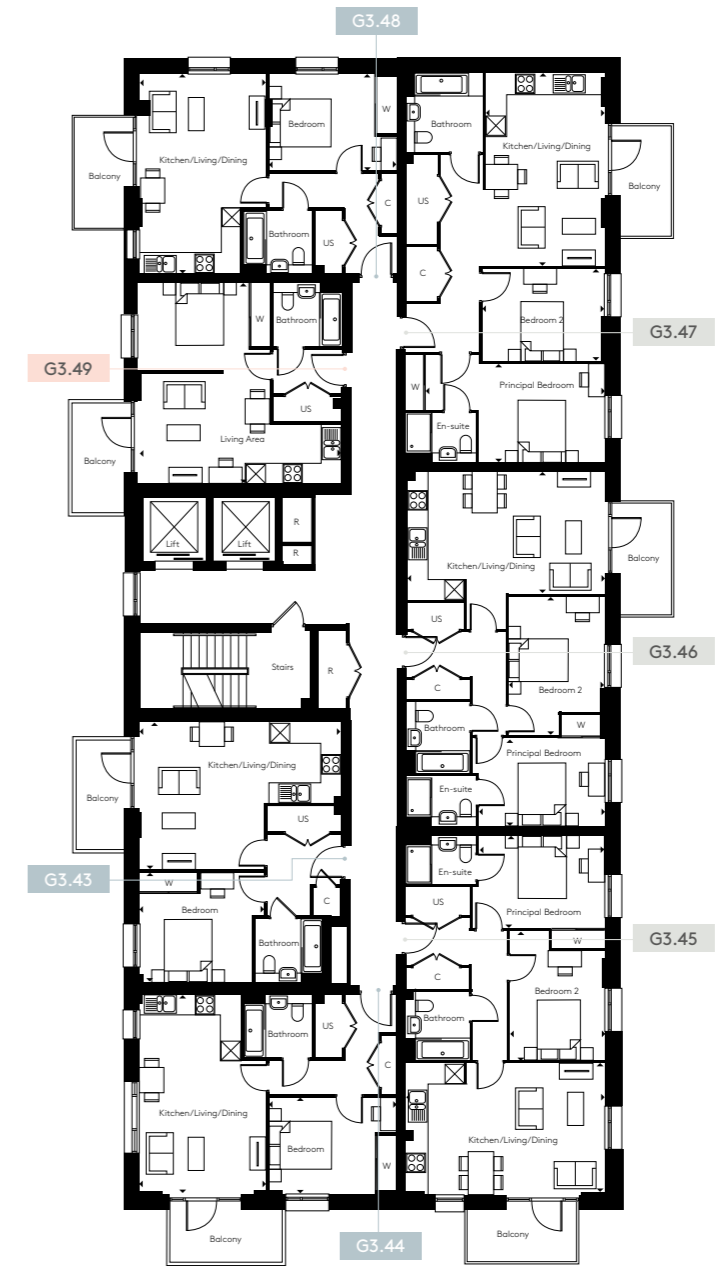 G3.48
W
Bedroom
Bathroom
Kitchen/Living/Dining
Kitchen/Living/Dining
Balcony
Balcony
C
US
Bathroom
US
C
W
Bathroom
Bedroom 2
G3.47
G3.49
Principal Bedroom
W
US
En-suite
Living Area
Balcony
R
Lift
Lift
R
Balcony
Kitchen/Living/Dining
US
G3.46
Stairs
R
C
Bedroom 2
W
Bathroom
Principal Bedroom
Kitchen/Living/Dining
En-suite
Balcony
US
En-suite
G3.43
W
C
US
Bedroom
Principal Bedroom
G3.45
W
Bathroom
C
Bedroom 2
Bathroom
US
Bathroom
C
Kitchen/Living/Dining
Kitchen/Living/Dining
Bedroom
W
Balcony
Balcony
G3.44